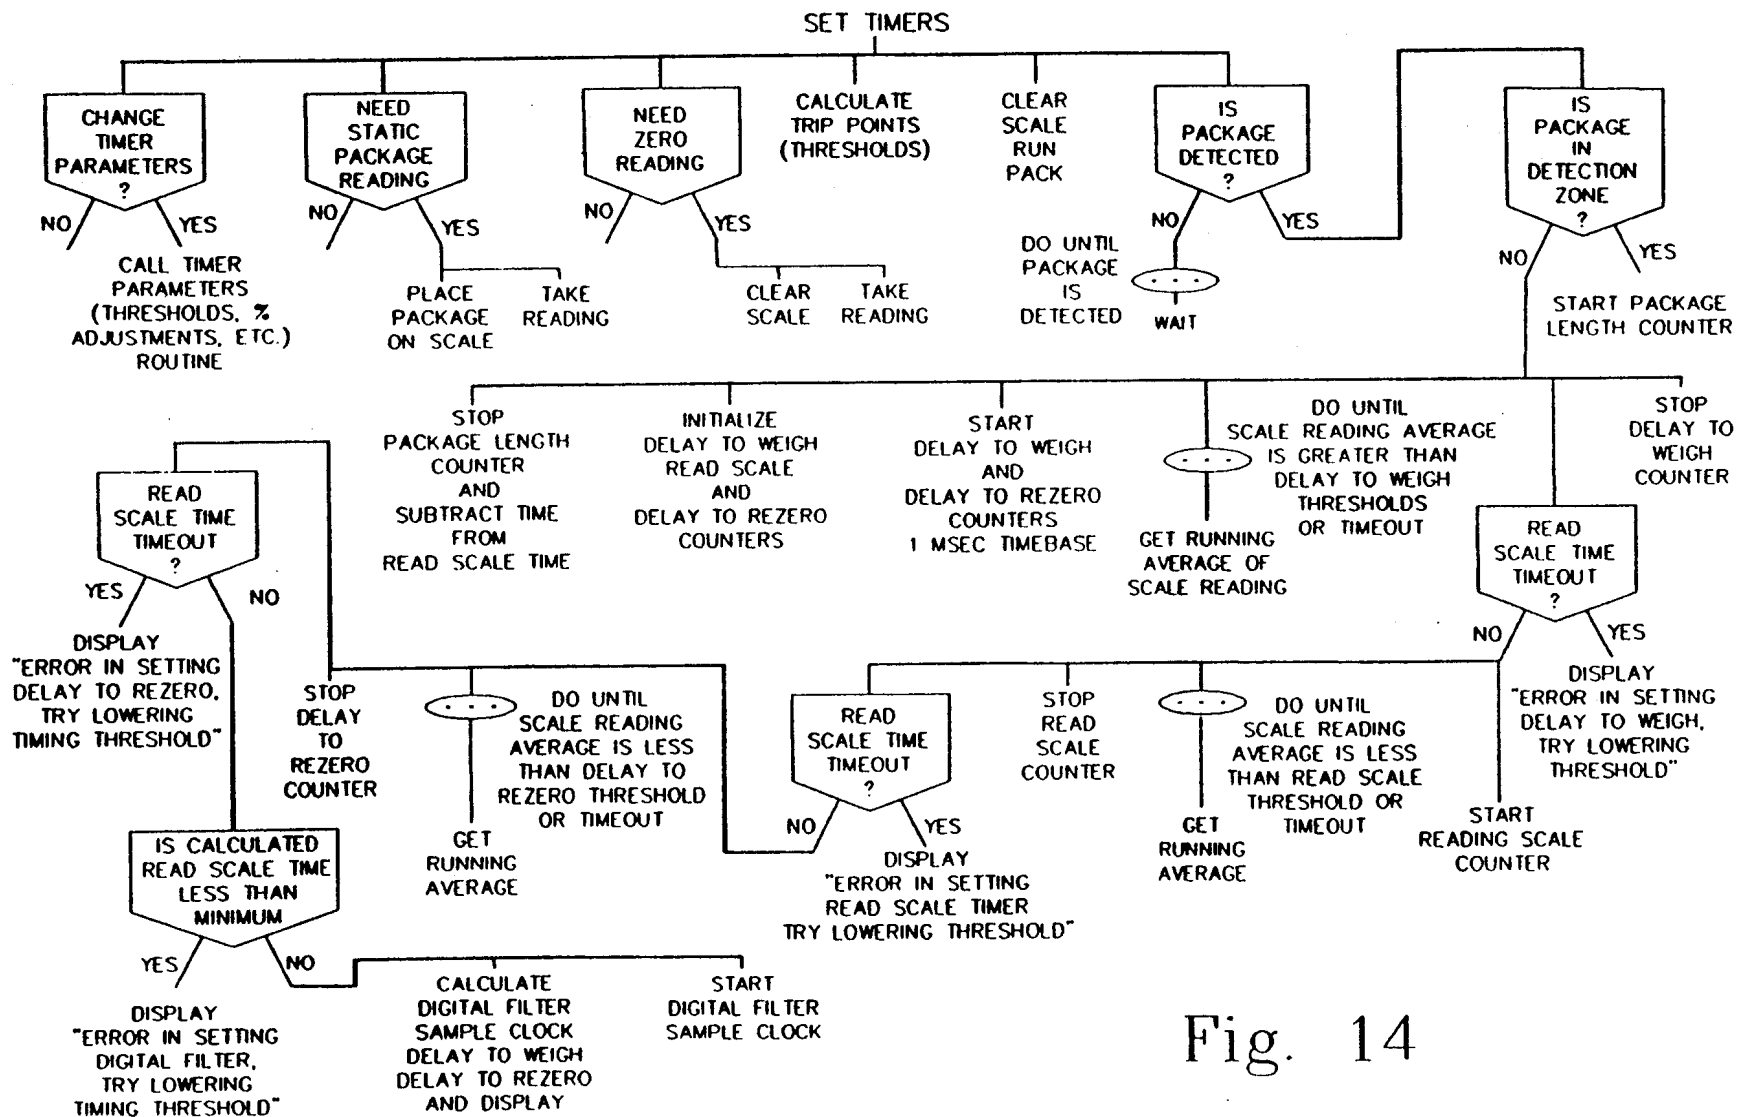 SET TIMERS
CHANGE
TIMER
PARAMETERS
?
NO
YES
CALL TIMER
PARAMETERS
(THRESHOLDS, %
ADJUSTMENTS, ETC.)
ROUTINE
NEED
STATIC
PACKAGE
READING
NO
YES
PLACE
PACKAGE
ON SCALE
TAKE
READING
NEED
ZERO
READING
NO
YES
CLEAR
SCALE
TAKE
READING
CALCULATE
TRIP POINTS
(THRESHOLDS)
CLEAR
SCALE
RUN
PACK
IS
PACKAGE
DETECTED
?
NO
YES
DO UNTIL
PACKAGE
IS
DETECTED
WAIT
IS
PACKAGE
IN
DETECTION
ZONE
?
NO
YES
START PACKAGE
LENGTH COUNTER
STOP
PACKAGE LENGTH
COUNTER
AND
SUBTRACT TIME
FROM
READ SCALE TIME
INITIALIZE
DELAY TO WEIGH
READ SCALE
AND
DELAY TO REZERO
COUNTERS
START
DELAY TO WEIGH
AND
DELAY TO REZERO
COUNTERS
1 MSEC TIMEBASE
GET RUNNING
AVERAGE OF
SCALE READING
DO UNTIL
SCALE READING AVERAGE
IS GREATER THAN
DELAY TO WEIGH
THRESHOLDS
OR TIMEOUT
STOP
DELAY TO
WEIGH
COUNTER
READ
SCALE TIME
TIMEOUT
?
NO
YES
DISPLAY
"ERROR IN SETTING
DELAY TO WEIGH,
TRY LOWERING
THRESHOLD"
START
READING SCALE
COUNTER
DO UNTIL
SCALE READING
AVERAGE IS LESS
THAN READ SCALE
THRESHOLD OR
TIMEOUT
GET
RUNNING
AVERAGE
STOP
READ
SCALE
COUNTER
READ
SCALE TIME
TIMEOUT
?
NO
YES
DISPLAY
"ERROR IN SETTING
READ SCALE TIMER
TRY LOWERING THRESHOLD"
DO UNTIL
SCALE READING
AVERAGE IS LESS
THAN DELAY TO
REZERO THRESHOLD
OR TIMEOUT
GET
RUNNING
AVERAGE
STOP
DELAY
TO
REZERO
COUNTER
READ
SCALE TIME
TIMEOUT
?
YES
NO
DISPLAY
"ERROR IN SETTING
DELAY TO REZERO,
TRY LOWERING
TIMING THRESHOLD"
IS CALCULATED
READ SCALE TIME
LESS THAN
MINIMUM
YES
NO
DISPLAY
"ERROR IN SETTING
DIGITAL FILTER,
TRY LOWERING
TIMING THRESHOLD"
CALCULATE
DIGITAL FILTER
SAMPLE CLOCK
DELAY TO WEIGH
DELAY TO REZERO
AND DISPLAY
START
DIGITAL FILTER
SAMPLE CLOCK
Fig. 14